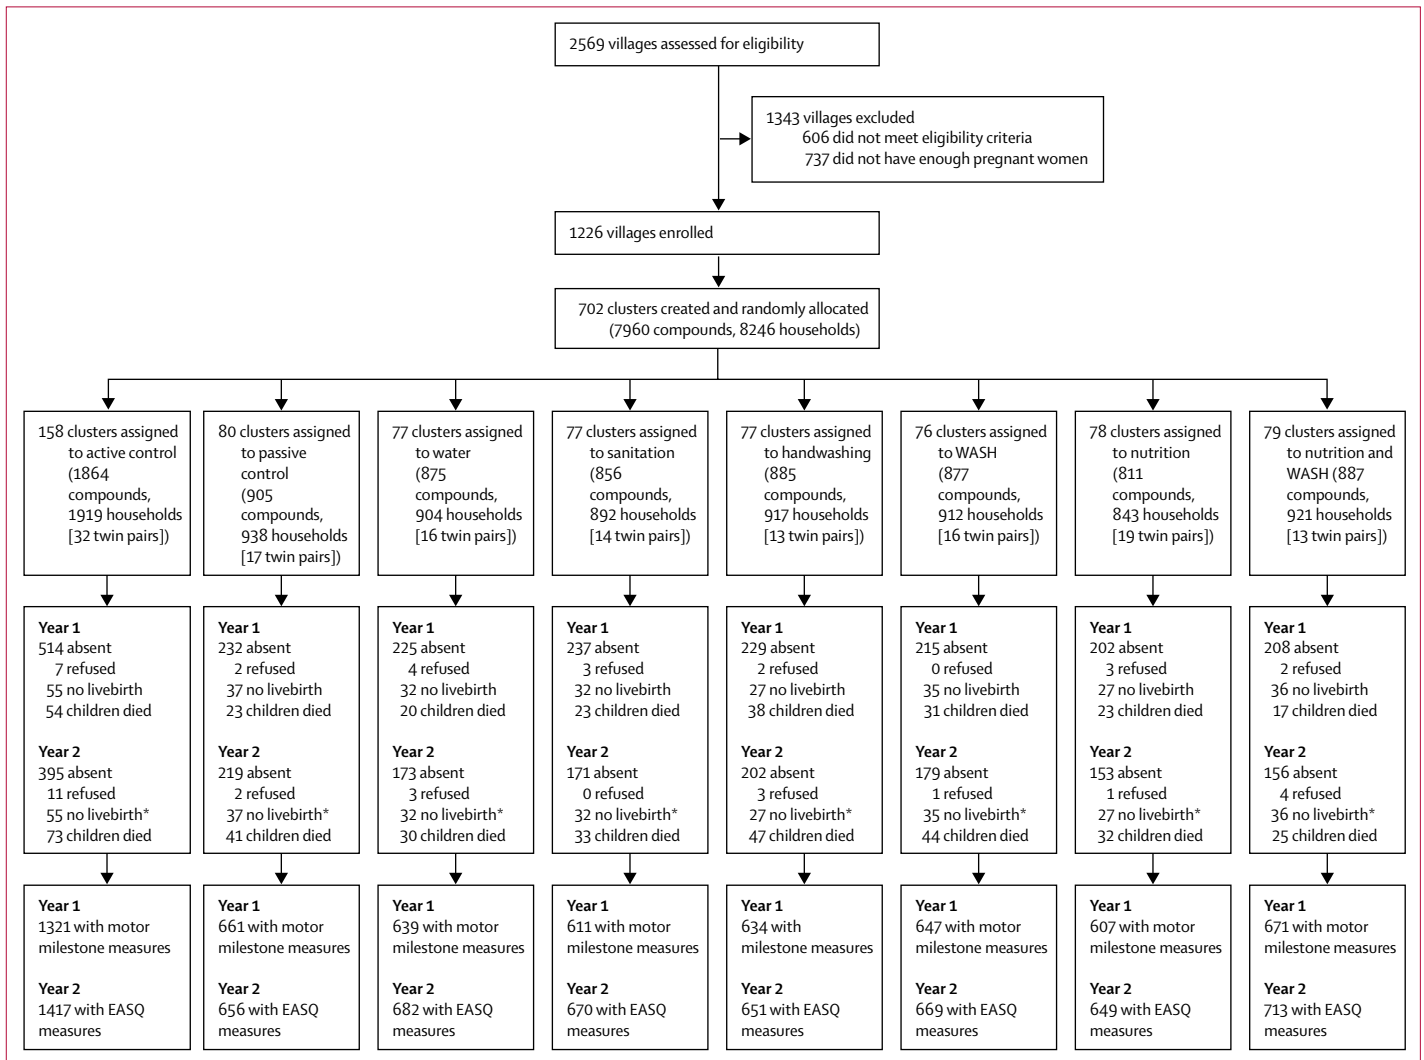 2569 villages assessed for eligibility
1343 villages excluded
606 did not meet eligibility criteria
737 did not have enough pregnant women
1226 villages enrolled
702 clusters created and randomly allocated
(7960 compounds, 8246 households)
158 clusters assigned
to active control
(1864
compounds,
1919 households
[32 twin pairs])
80 clusters assigned
to passive
control
(905
compounds,
938 households
[17 twin pairs])
77 clusters assigned
to water
(875
compounds,
904 households
[16 twin pairs])
77 clusters assigned
to sanitation
(856
compounds,
892 households
[14 twin pairs])
77 clusters assigned
to handwashing
(885
compounds,
917 households
[13 twin pairs])
76 clusters assigned
to WASH
(877
compounds,
912 households
[16 twin pairs])
78 clusters assigned
to nutrition
(811
compounds,
843 households
[19 twin pairs])
79 clusters assigned
to nutrition and
WASH (887
compounds,
921 households
[13 twin pairs])
Year 1
514 absent
7 refused
55 no livebirth
54 children died
Year 2
395 absent
11 refused
55 no livebirth*
73 children died
Year 1
232 absent
2 refused
37 no livebirth
23 children died
Year 2
219 absent
2 refused
37 no livebirth*
41 children died
Year 1
225 absent
4 refused
32 no livebirth
20 children died
Year 2
173 absent
3 refused
32 no livebirth*
30 children died
Year 1
237 absent
3 refused
32 no livebirth
23 children died
Year 2
171 absent
0 refused
32 no livebirth*
33 children died
Year 1
229 absent
2 refused
27 no livebirth
38 children died
Year 2
202 absent
3 refused
27 no livebirth*
47 children died
Year 1
215 absent
0 refused
35 no livebirth
31 children died
Year 2
179 absent
1 refused
35 no livebirth*
44 children died
Year 1
202 absent
3 refused
27 no livebirth
23 children died
Year 2
153 absent
1 refused
27 no livebirth*
32 children died
Year 1
208 absent
2 refused
36 no livebirth
17 children died
Year 2
156 absent
4 refused
36 no livebirth*
25 children died
Year 1
1321 with motor
milestone measures
Year 2
1417 with EASQ
measures
Year 1
661 with motor
milestone measures
Year 2
656 with EASQ
measures
Year 1
639 with motor
milestone measures
Year 2
682 with EASQ
measures
Year 1
611 with motor
milestone measures
Year 2
670 with EASQ
measures
Year 1
634 with
milestone measures
Year 2
651 with EASQ
measures
Year 1
647 with motor
milestone measures
Year 2
669 with EASQ
measures
Year 1
607 with motor
milestone measures
Year 2
649 with EASQ
measures
Year 1
671 with motor
milestone measures
Year 2
713 with EASQ
measures